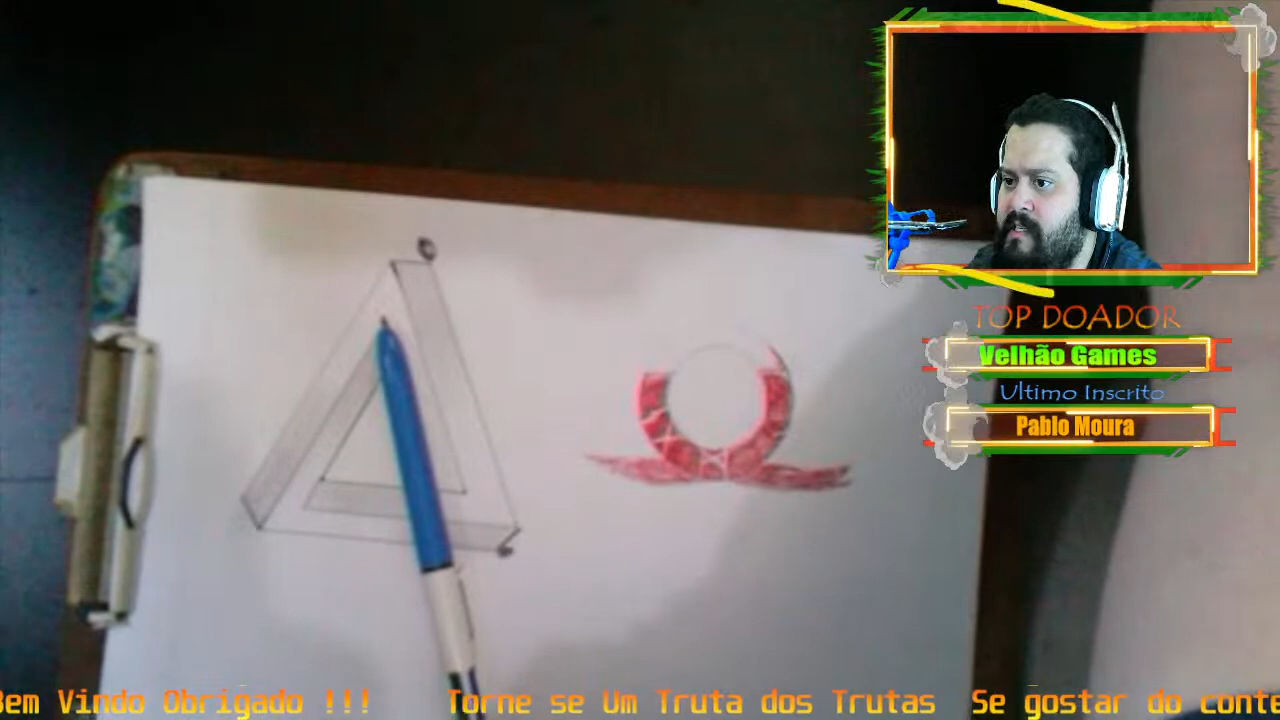 TOP DOADOR
Velhão Games
Ultimo Inscrito
Pablo Moura
Bem Vindo Obrigado !!! Torne se Um Truta dos Trutas Se gostar do conte